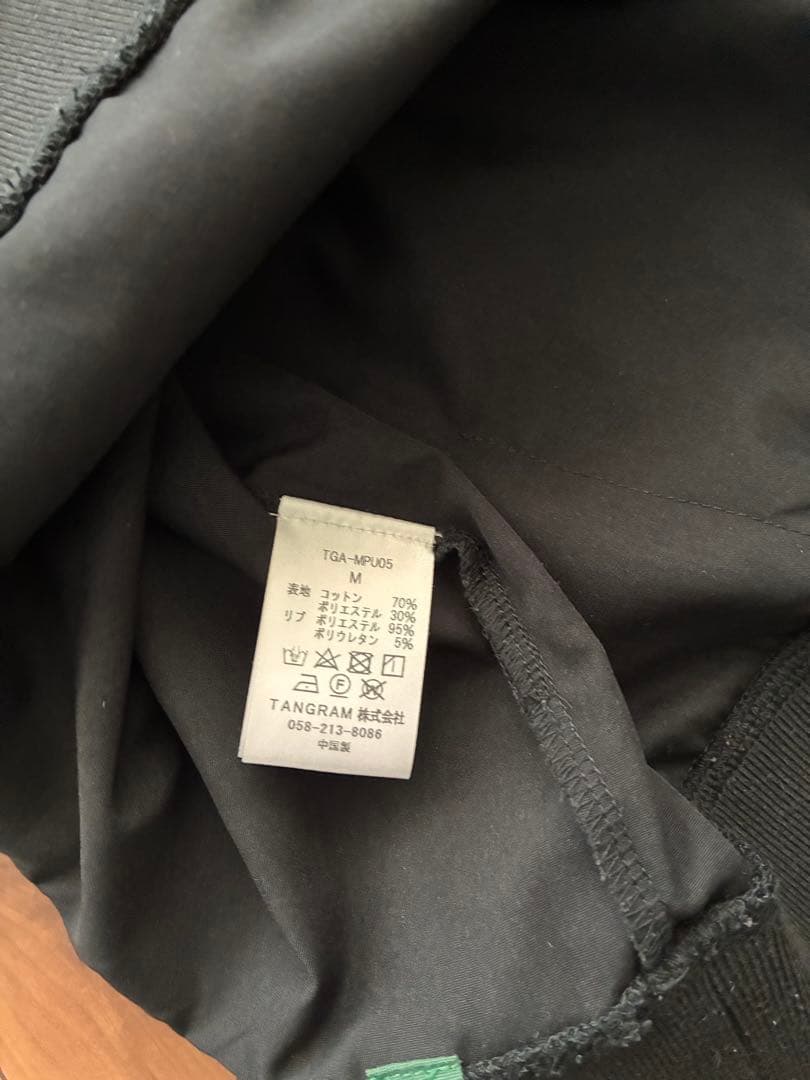 TGA-MPU05
M
表地 コットン 70%
ポリエステル 30%
リブ ポリエステル 95%
ポリウレタン 5%
TANGRAM 株式会社
058-213-8086
中国製